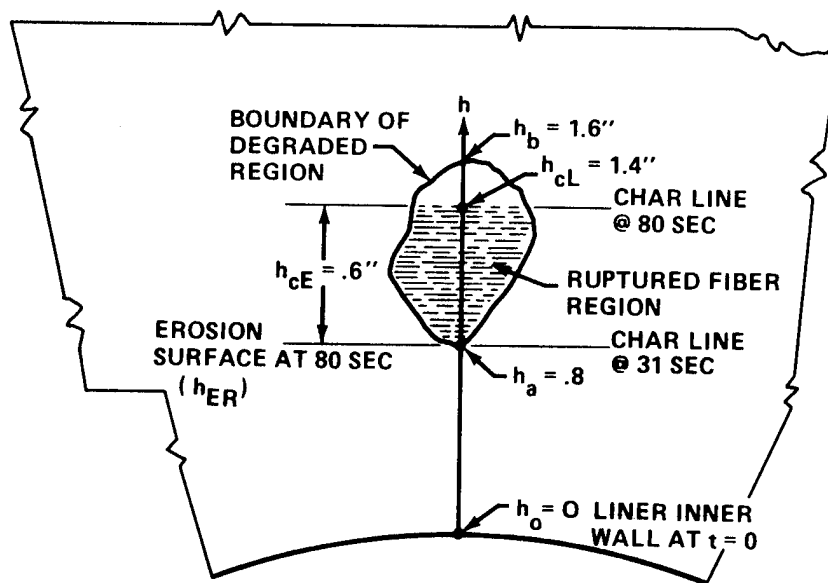 h
BOUNDARY OF
DEGRADED
REGION
h_b = 1.6"
h_cL = 1.4"
CHAR LINE
@ 80 SEC
h_cE = .6"
RUPTURED FIBER
REGION
EROSION
SURFACE AT 80 SEC
(h_ER)
CHAR LINE
@ 31 SEC
h_a = .8
h_o = O LINER INNER
WALL AT t = 0